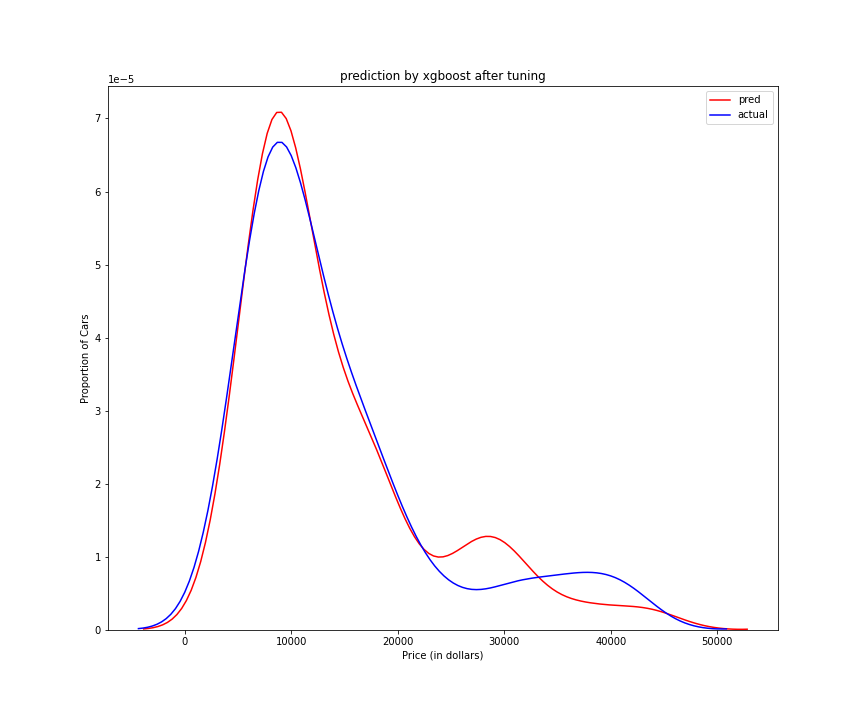 prediction by xgboost after tuning
1e−5
pred
actual
7
6
5
4
3
2
1
0
Proportion of Cars
0 10000 20000 30000 40000 50000
Price (in dollars)